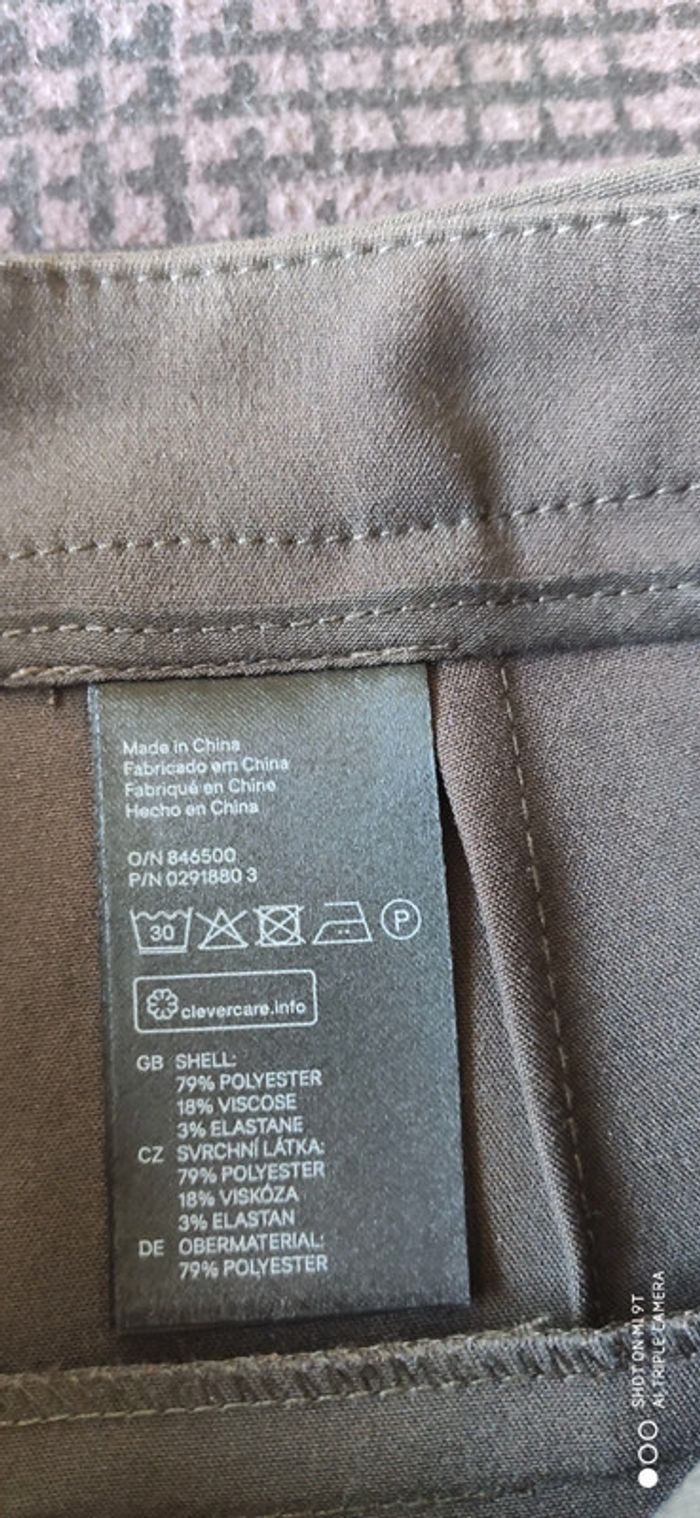 Made in China
Fabricado em China
Fabriqué en Chine
Hecho en China
O/N 846500
P/N 0291880 3
30 P
clevercare.info
GB SHELL:
79% POLYESTER
18% VISCOSE
3% ELASTANE
CZ SVRCHNÍ LÁTKA:
79% POLYESTER
18% VISKÓZA
3% ELASTAN
DE OBERMATERIAL:
79% POLYESTER
SHOT ON MI 9T
AI TRIPLE CAMERA